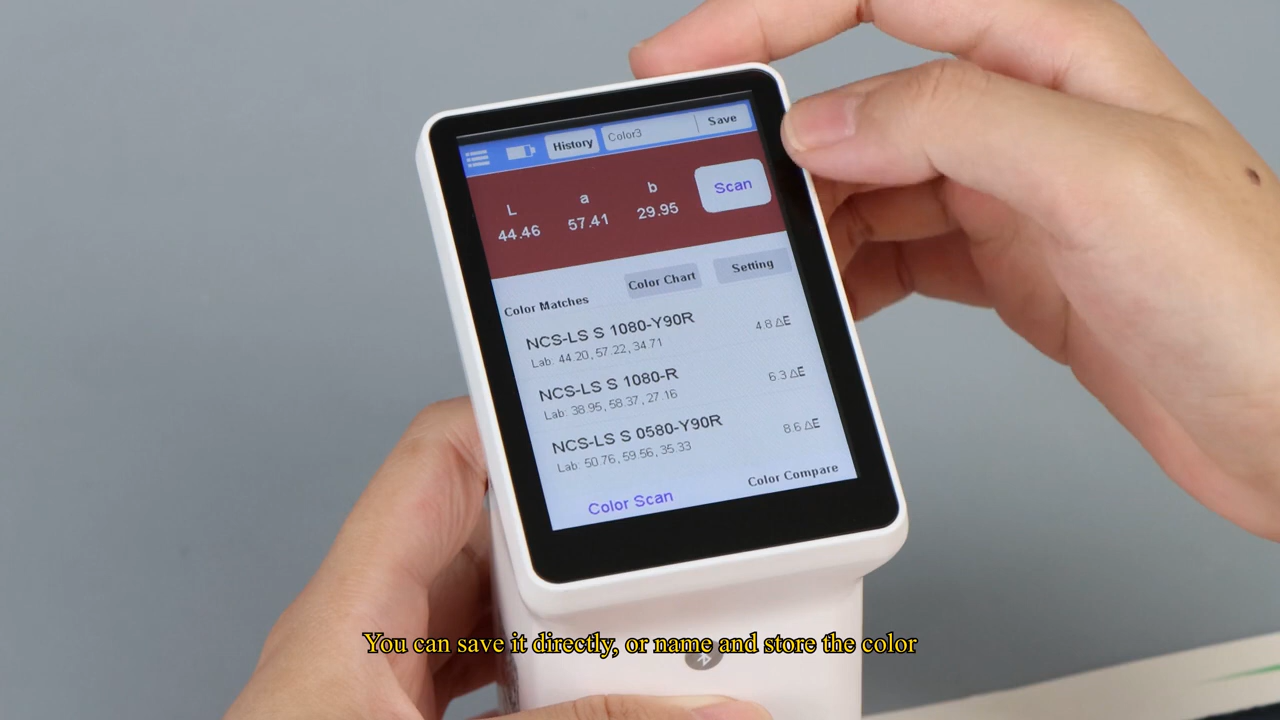 History Color3 Save
L a b Scan
44.46 57.41 29.95
Color Matches Color Chart Setting
NCS-LS S 1080-Y90R 4.8 △E
Lab: 44.20, 57.22, 34.71
NCS-LS S 1080-R 6.3 △E
Lab: 38.95, 58.37, 27.16
NCS-LS S 0580-Y90R 8.6 △E
Lab: 50.76, 59.56, 35.33
Color Scan Color Compare
You can save it directly, or name and store the color